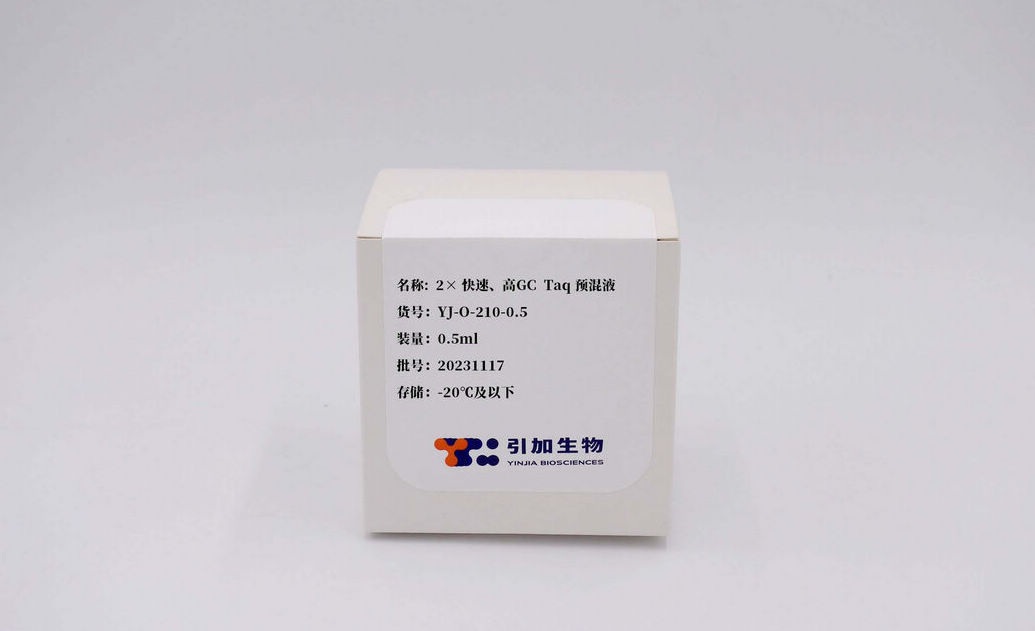 名称: 2× 快速、高GC Taq 预混液
货号: YJ-O-210-0.5
装量: 0.5ml
批号: 20231117
存储: -20℃及以下
引加生物
YINJIA BIOSCIENCES